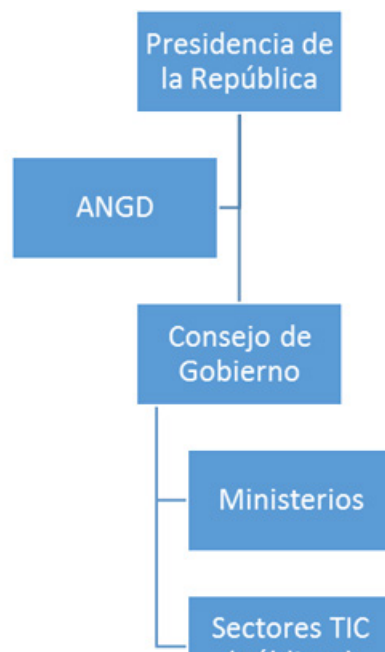 Presidencia de
la República
ANGD
Consejo de
Gobierno
Ministerios
Sectores TIC